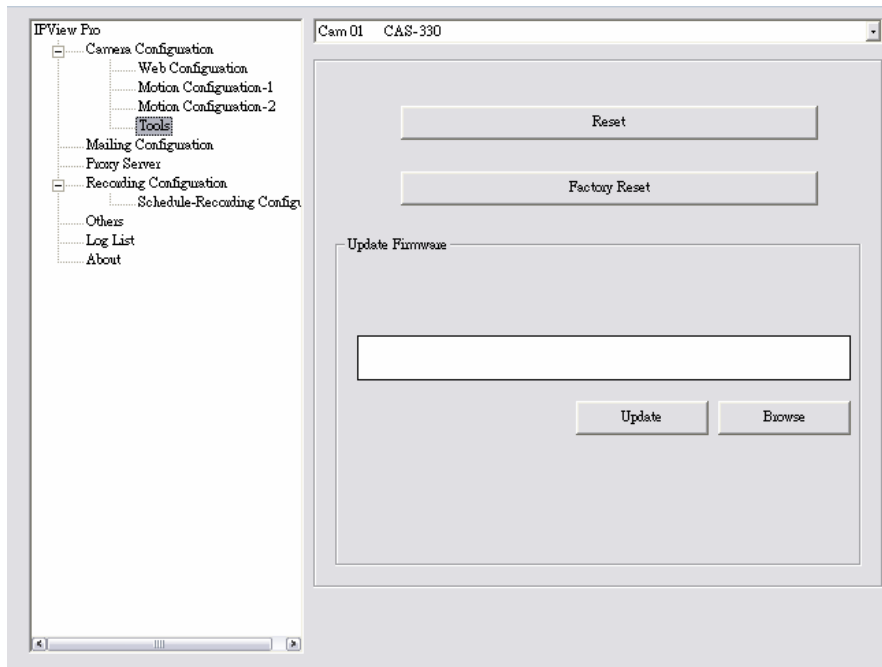 IPView Pro
Camera Configuration
Web Configuration
Motion Configuration-1
Motion Configuration-2
Tools
Mailing Configuration
Proxy Server
Recording Configuration
Schedule-Recording Configu
Others
Log List
About
Cam 01 CAS-330
Reset
Factory Reset
Update Firmware
Update Browse